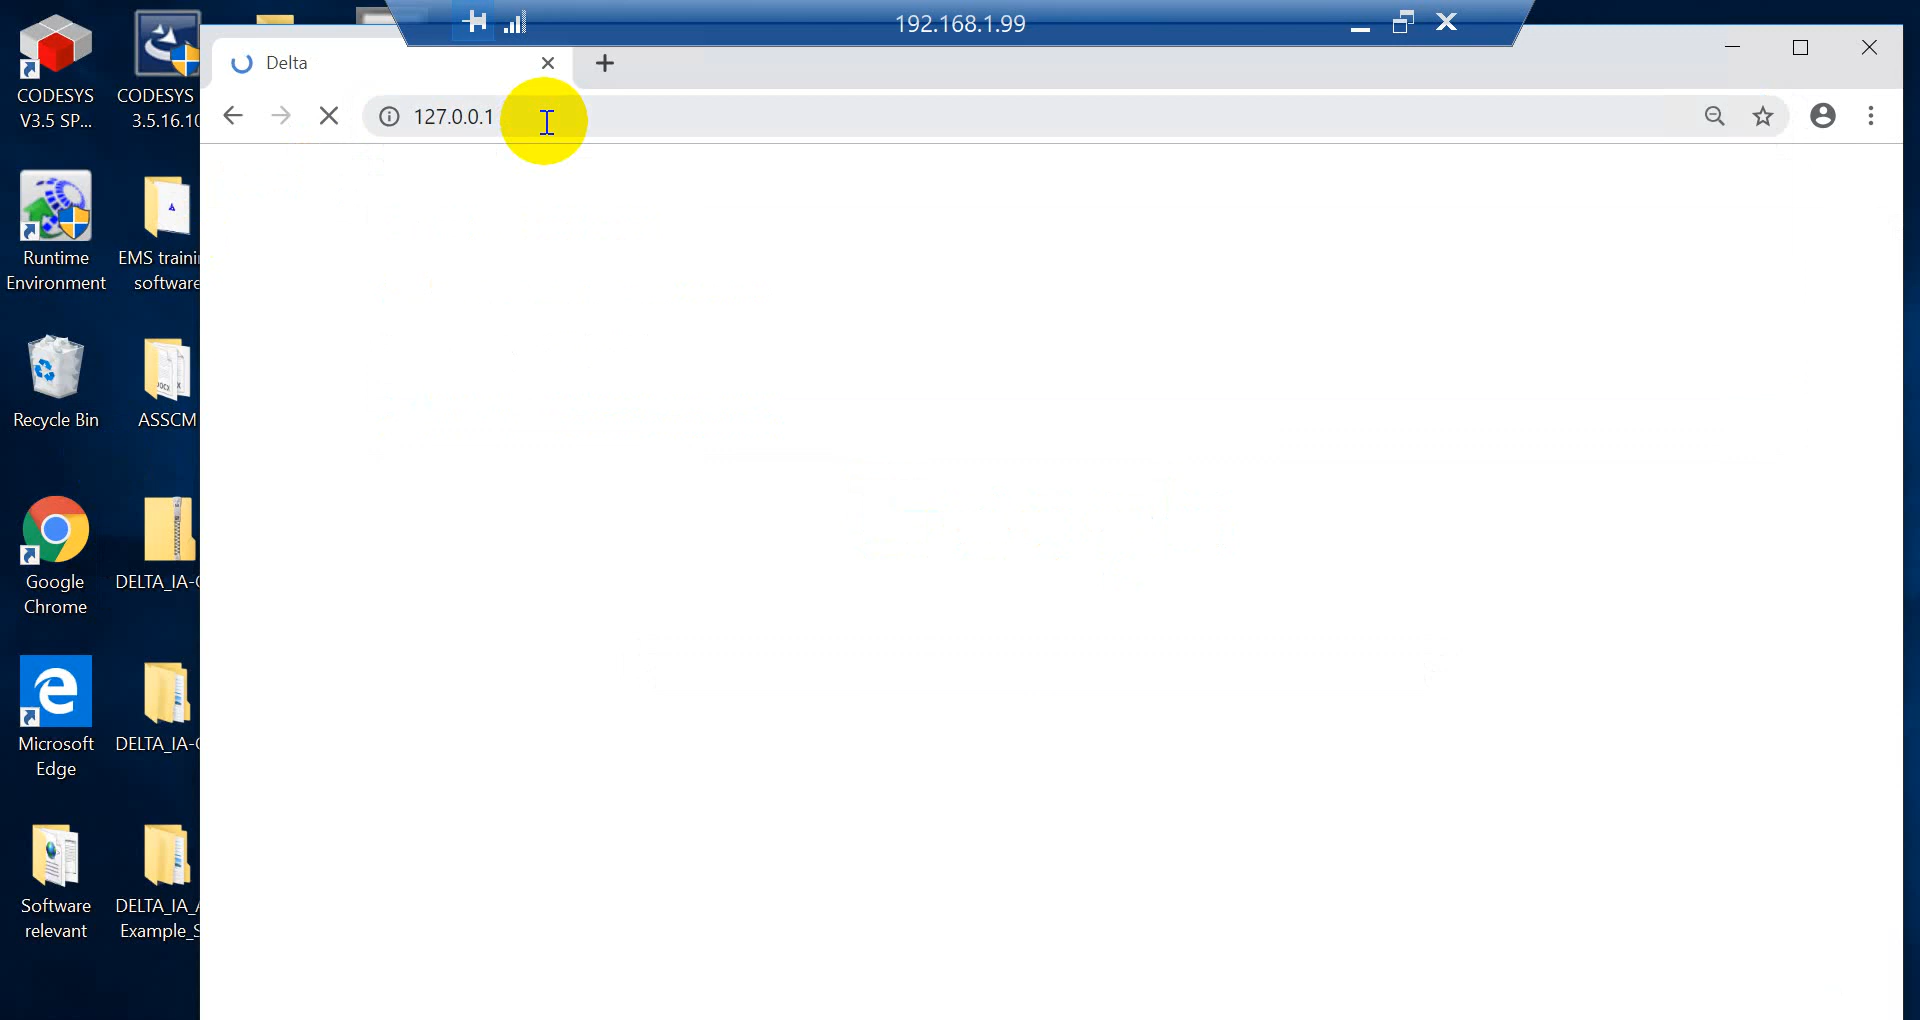 192.168.1.99
Delta
127.0.0.1
CODESYS
V3.5 SP...
CODESYS
3.5.16.10
Runtime
Environment
EMS traini
software
Recycle Bin
ASSCM
Google
Chrome
DELTA_IA-
Microsoft
Edge
DELTA_IA-
Software
relevant
DELTA_IA_
Example_S